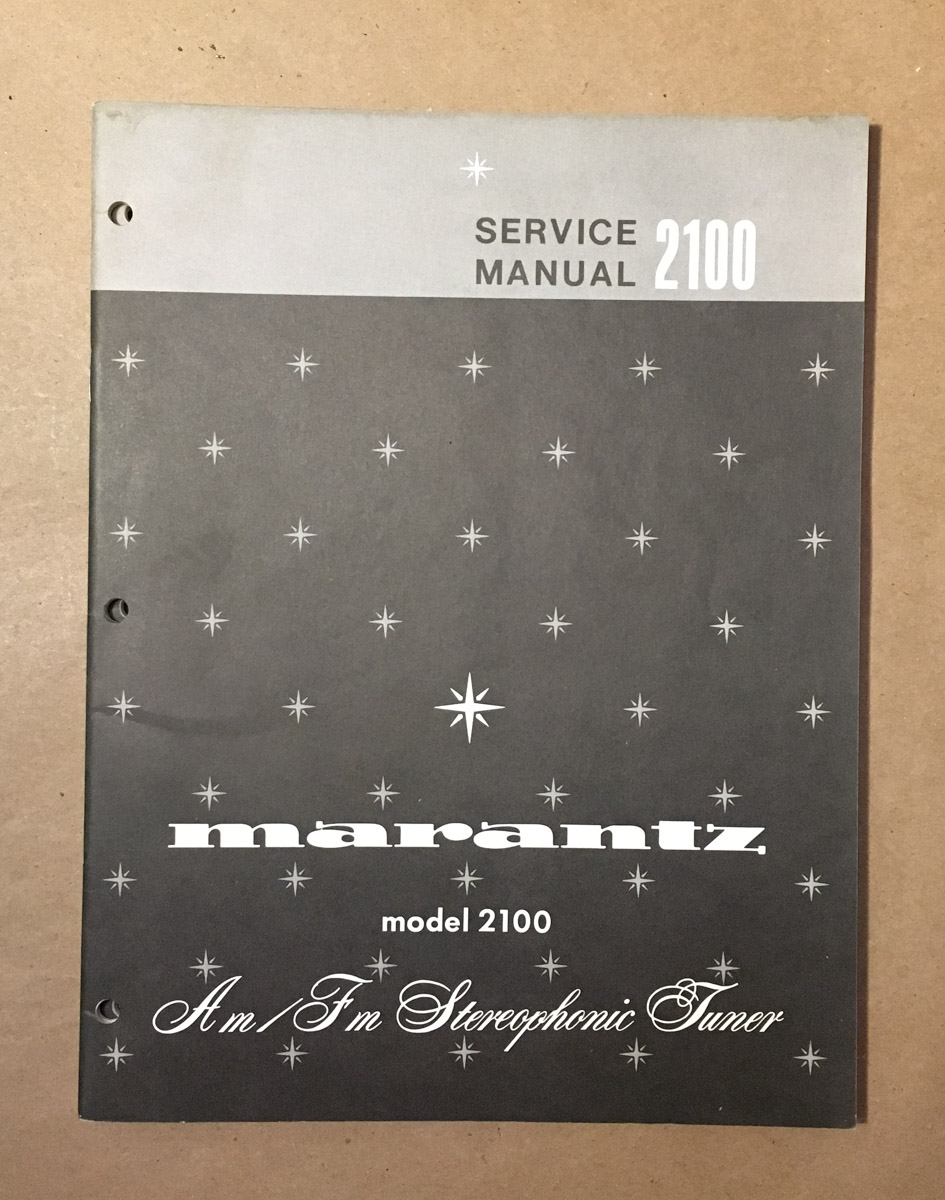 SERVICE
MANUAL 2100
marantz
model 2100
Am/Fm Stereophonic Tuner